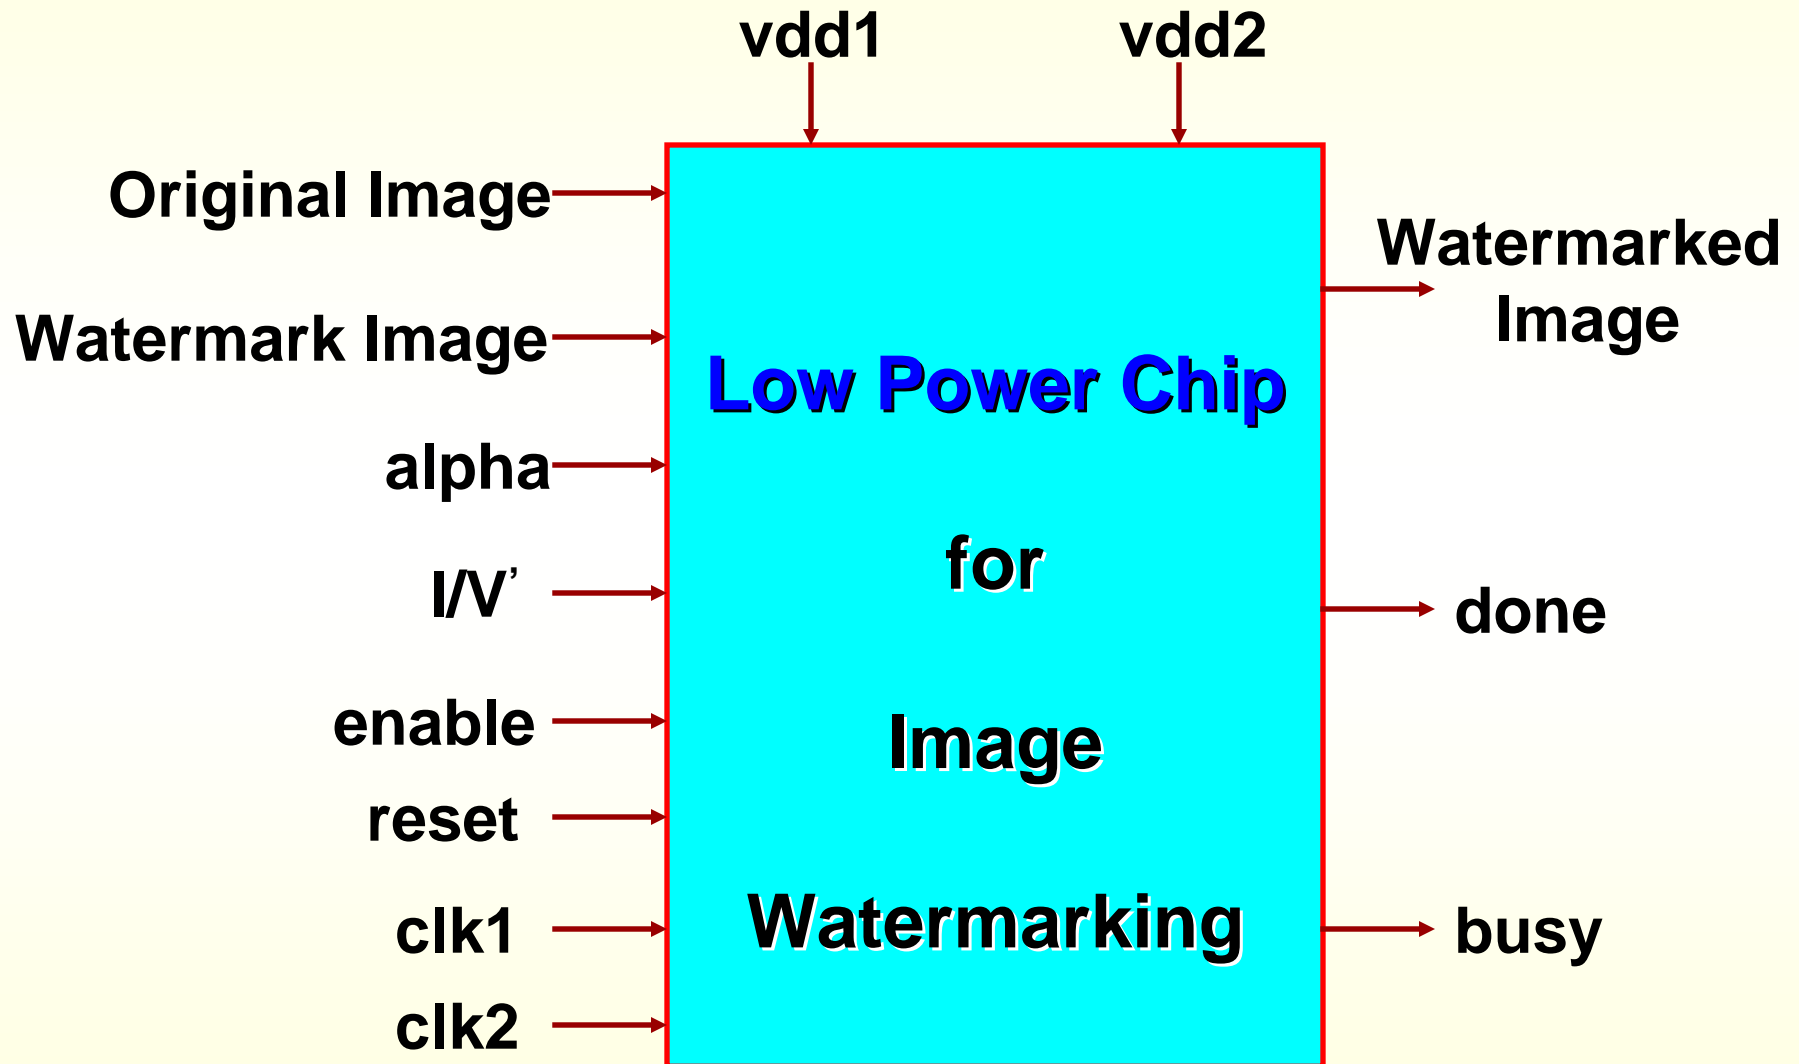 vdd1
vdd2
Original Image
Watermark Image
alpha
I/V’
enable
reset
clk1
clk2
Low Power Chip
for
Image
Watermarking
Watermarked
Image
done
busy